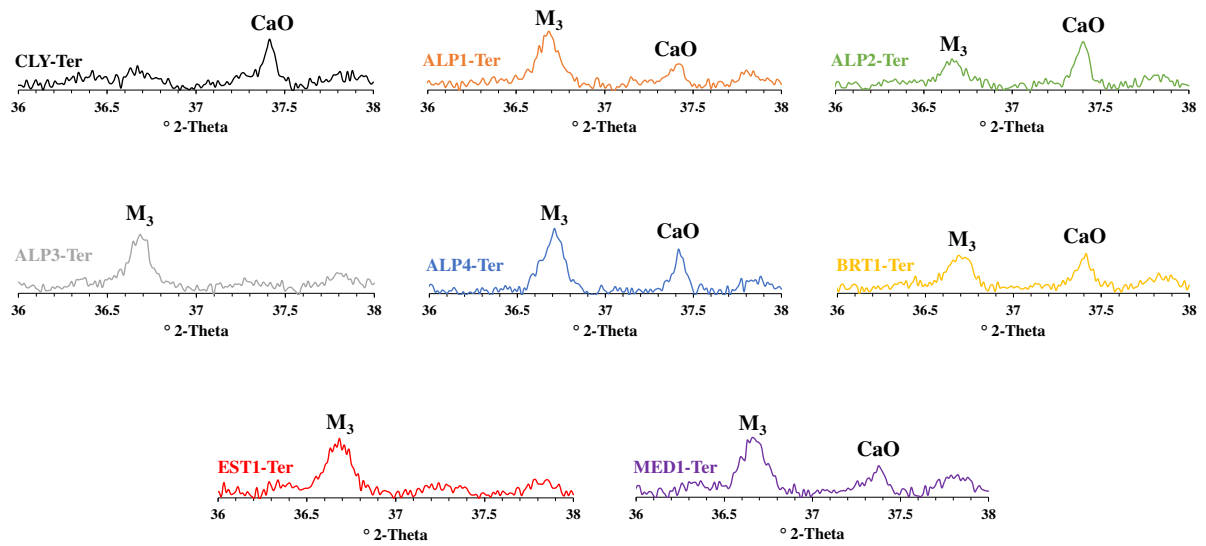 CaO
CLY-Ter
36 36.5 37 37.5 38
° 2-Theta
M3
CaO
ALP1-Ter
36 36.5 37 37.5 38
° 2-Theta
M3
CaO
ALP2-Ter
36 36.5 37 37.5 38
° 2-Theta
M3
ALP3-Ter
36 36.5 37 37.5 38
° 2-Theta
M3
CaO
ALP4-Ter
36 36.5 37 37.5 38
° 2-Theta
M3
CaO
BRT1-Ter
36 36.5 37 37.5 38
° 2-Theta
M3
EST1-Ter
36 36.5 37 37.5 38
° 2-Theta
M3
CaO
MED1-Ter
36 36.5 37 37.5 38
° 2-Theta